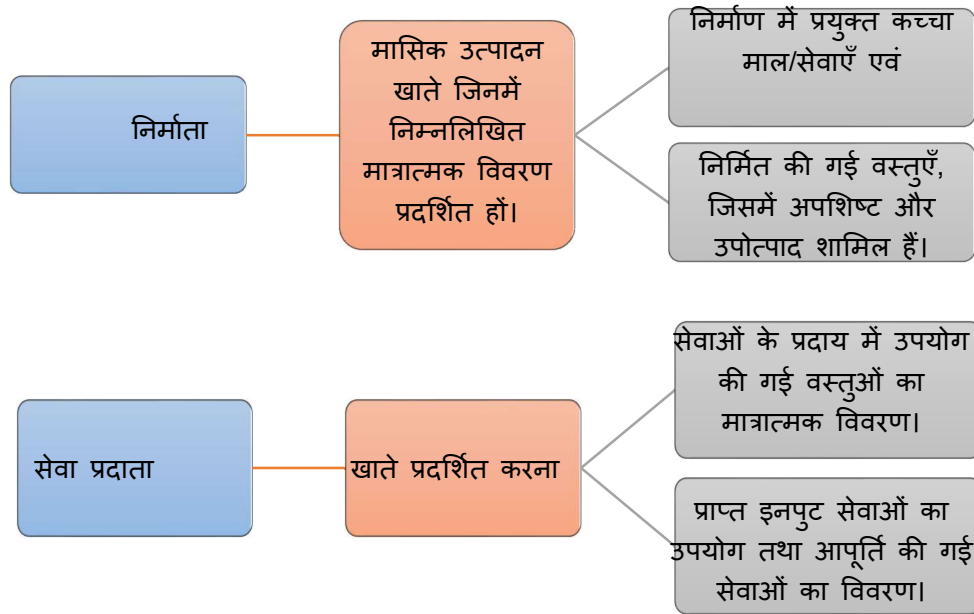 निर्माता
मासिक उत्पादन
खाते जिनमें
निम्नलिखित
मात्रात्मक विवरण
प्रदर्शित हों।
निर्माण में प्रयुक्त कच्चा
माल/सेवाएँ एवं
निर्मित की गई वस्तुएँ,
जिसमें अपशिष्ट और
उपोत्पाद शामिल हैं।
सेवा प्रदाता
खाते प्रदर्शित करना
सेवाओं के प्रदाय में उपयोग
की गई वस्तुओं का
मात्रात्मक विवरण।
प्राप्त इनपुट सेवाओं का
उपयोग तथा आपूर्ति की गई
सेवाओं का विवरण।